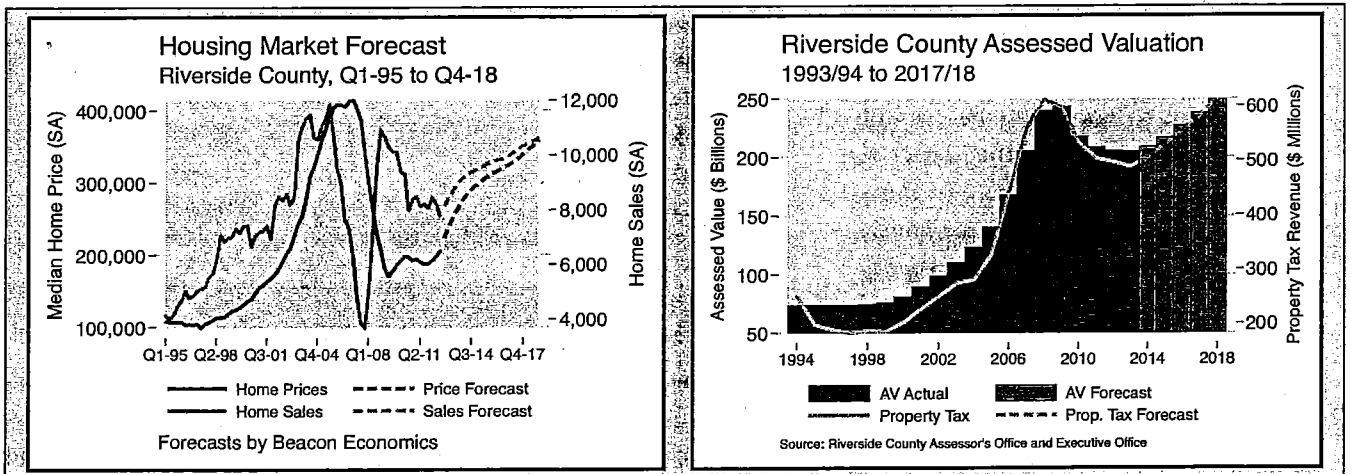 Housing Market Forecast
Riverside County, Q1-95 to Q4-18
Median Home Price (SA)
400,000
300,000
200,000
100,000
12,000
10,000
8,000
6,000
4,000
Home Sales (SA)
Q1-95 Q2-98 Q3-01 Q4-04 Q1-08 Q2-11 Q3-14 Q4-17
Home Prices Price Forecast
Home Sales Sales Forecast
Forecasts by Beacon Economics
Riverside County Assessed Valuation
1993/94 to 2017/18
Assessed Value ($ Billions)
250
200
150
100
50
600
500
400
300
200
Property Tax Revenue ($ Millions)
1994 1998 2002 2006 2010 2014 2018
AV Actual AV Forecast
Property Tax Prop. Tax Forecast
Source: Riverside County Assessor's Office and Executive Office